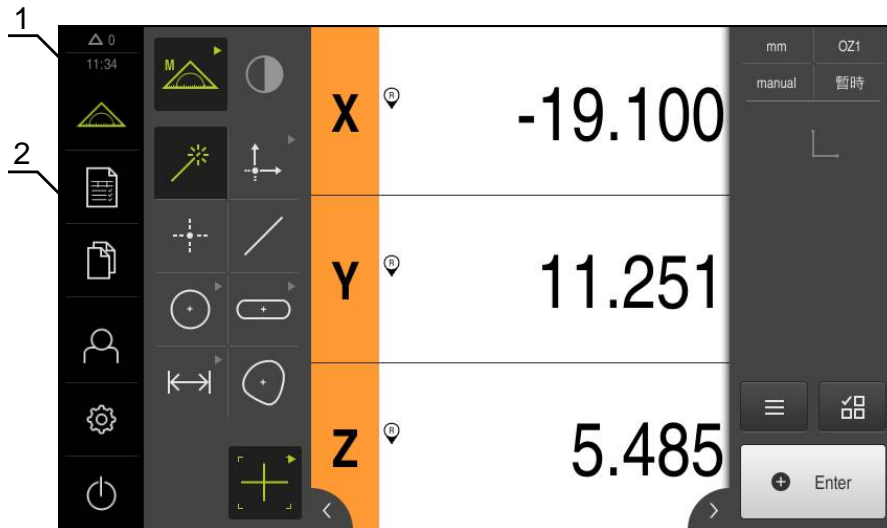 1
0
11:34
2
M
X R -19.100
Y R 11.251
Z R 5.485
mm OZ1
manual 暫時
Enter